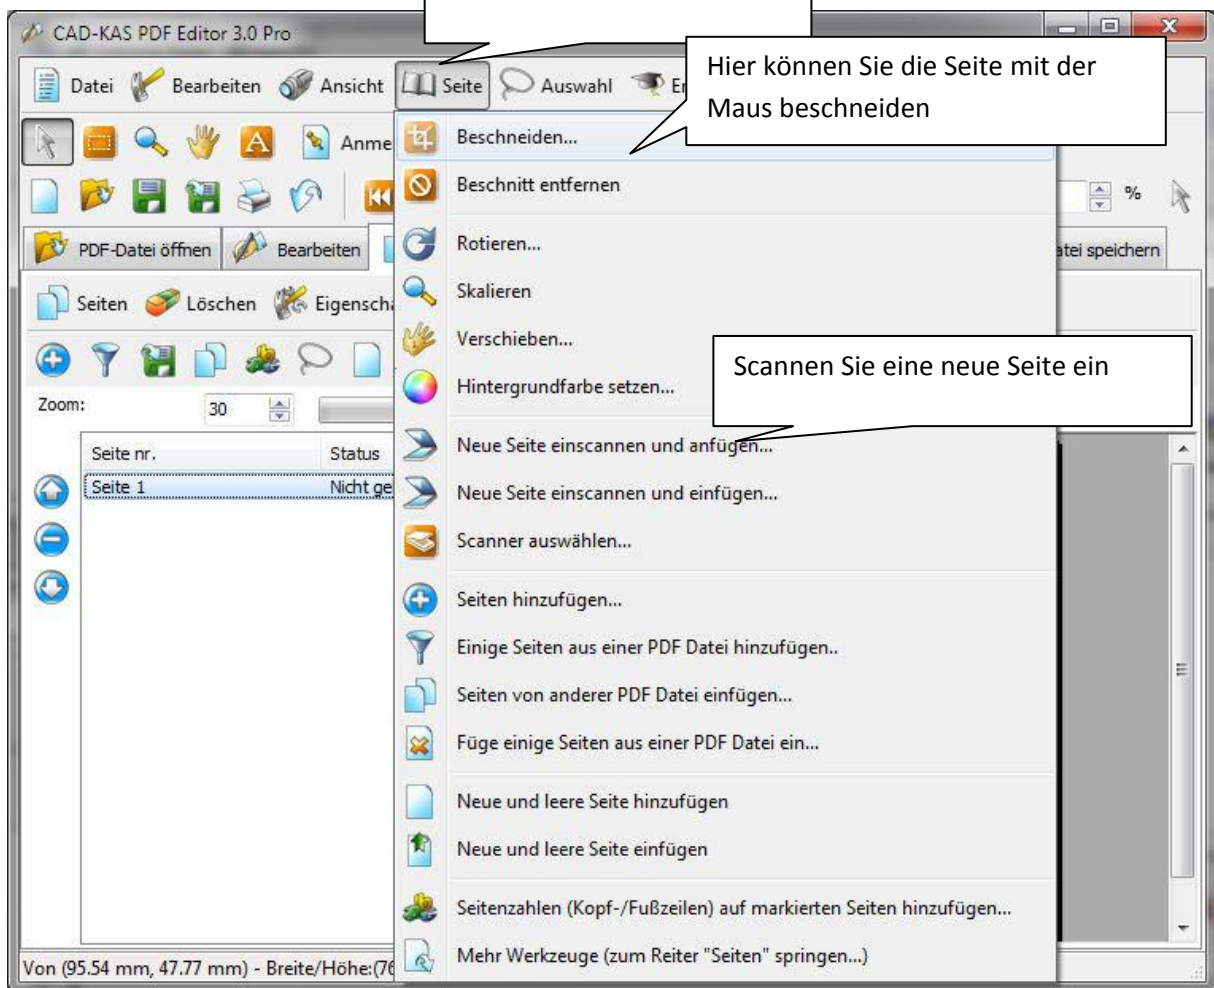 CAD-KAS PDF Editor 3.0 Pro
Hier können Sie die Seite mit der
Maus beschneiden
Datei Bearbeiten Ansicht Seite Auswahl
Beschneiden...
Beschnitt entfernen
%
PDF-Datei öffnen Bearbeiten speichern
Rotieren...
Seiten Löschen
Skalieren
Verschieben...
Scannen Sie eine neue Seite ein
Hintergrundfarbe setzen...
Zoom: 30
Neue Seite einscannen und anfügen...
Seite nr. Status
Seite 1 Nicht
Neue Seite einscannen und einfügen...
Scanner auswählen...
Seiten hinzufügen...
Einige Seiten aus einer PDF Datei hinzufügen..
Seiten von anderer PDF Datei einfügen...
Füge einige Seiten aus einer PDF Datei ein...
Neue und leere Seite hinzufügen
Neue und leere Seite einfügen
Seitenzahlen (Kopf-/Fußzeilen) auf markierten Seiten hinzufügen...
Mehr Werkzeuge (zum Reiter "Seiten" springen...)
Von (95.54 mm, 47.77 mm) - Breite/Höhe: